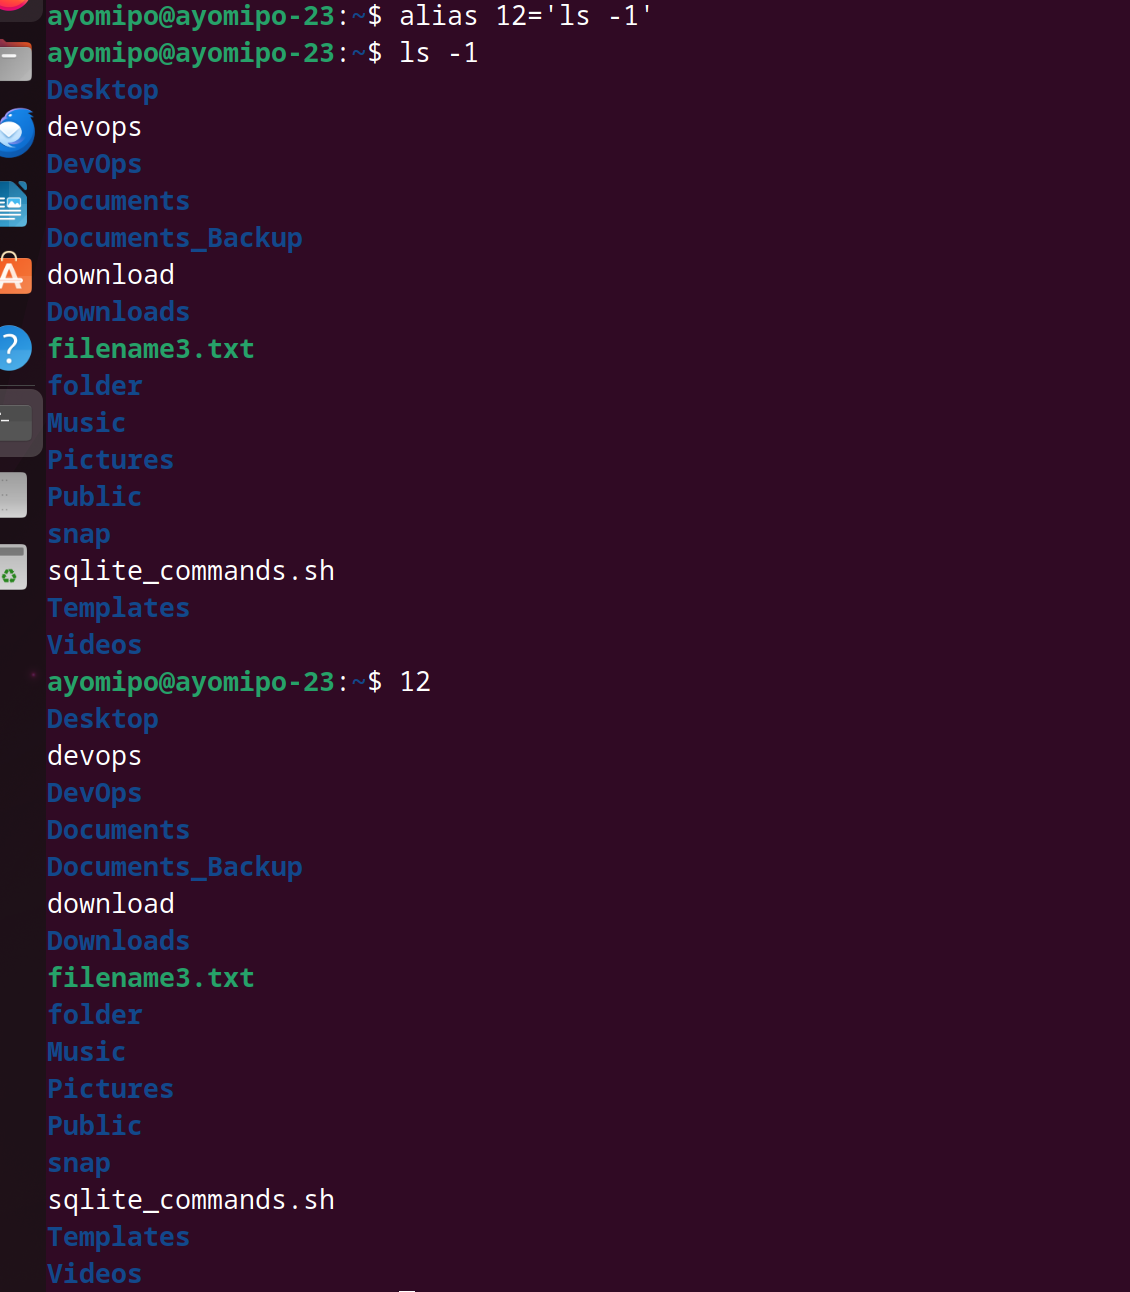 ayomipo@ayomipo-23:~$ alias 12='ls -1'
ayomipo@ayomipo-23:~$ ls -1
Desktop
devops
DevOps
Documents
Documents_Backup
download
Downloads
filename3.txt
folder
Music
Pictures
Public
snap
sqlite_commands.sh
Templates
Videos
ayomipo@ayomipo-23:~$ 12
Desktop
devops
DevOps
Documents
Documents_Backup
download
Downloads
filename3.txt
folder
Music
Pictures
Public
snap
sqlite_commands.sh
Templates
Videos